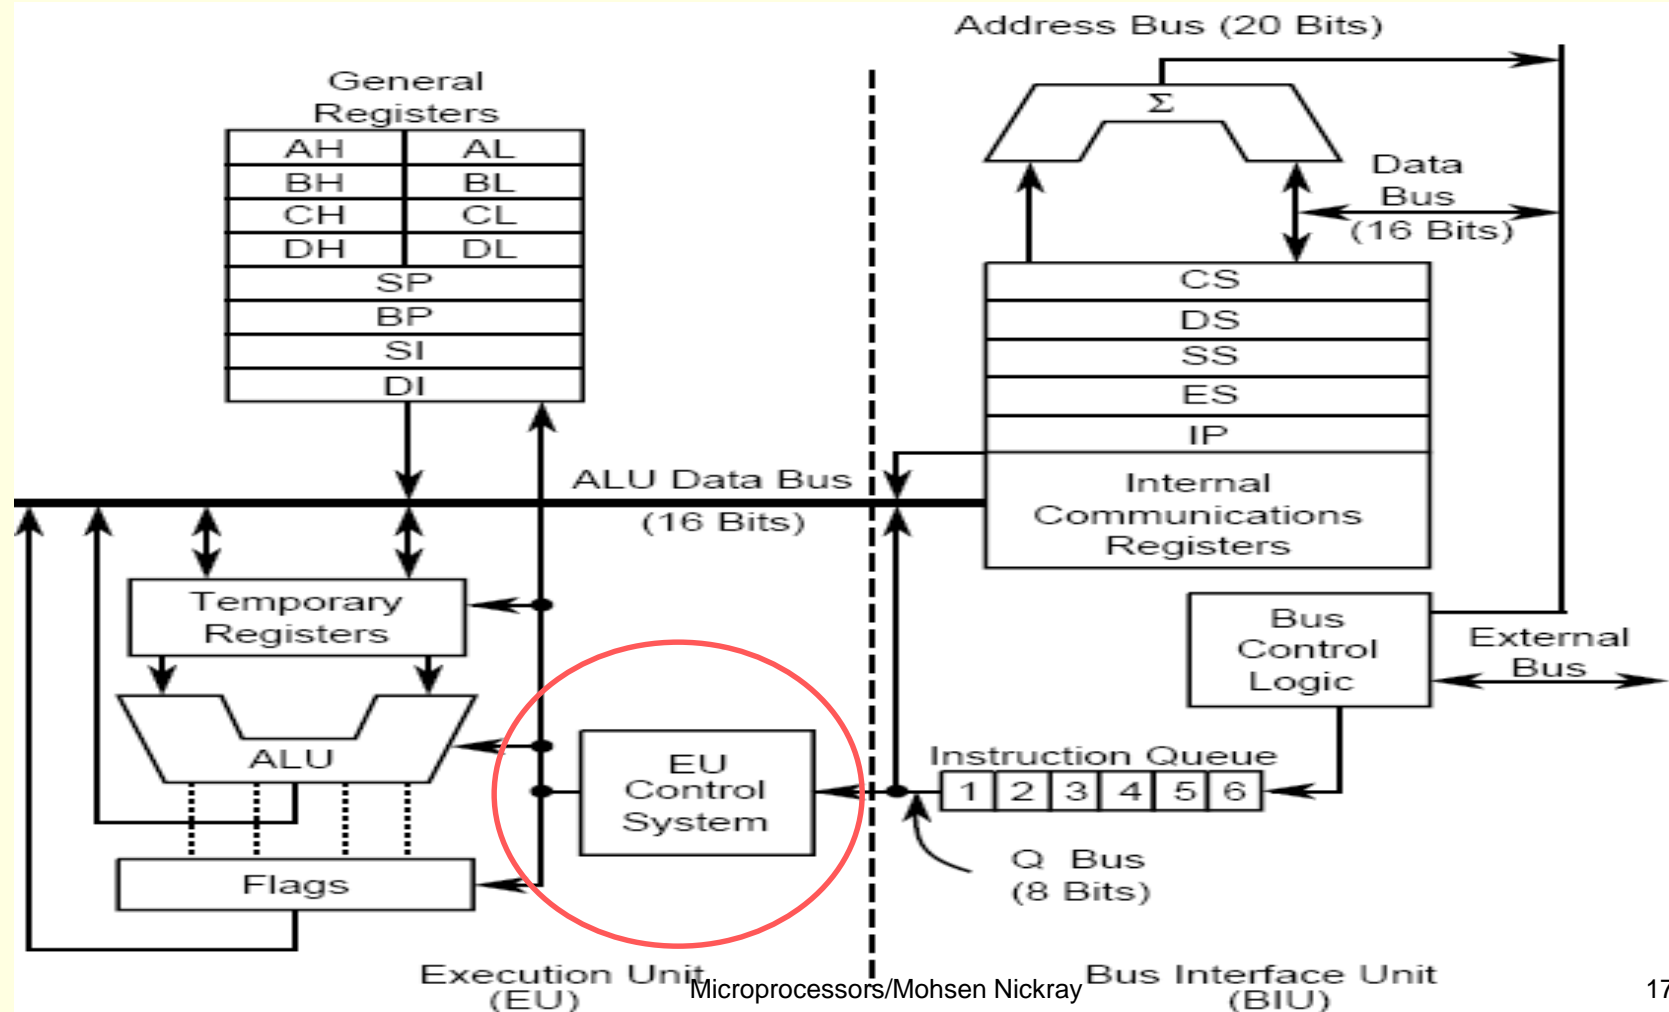 Address Bus (20 Bits)
General
Registers
AH AL
BH BL
CH CL
DH DL
SP
BP
SI
DI
Σ
Data
Bus
(16 Bits)
CS
DS
SS
ES
IP
Internal
Communications
Registers
ALU Data Bus
(16 Bits)
Temporary
Registers
ALU
Flags
EU
Control
System
Bus
Control
Logic
External
Bus
Instruction Queue
1 2 3 4 5 6
Q Bus
(8 Bits)
Execution Unit
(EU)
Bus Interface Unit
(BIU)
Microprocessors/Mohsen Nickray
17